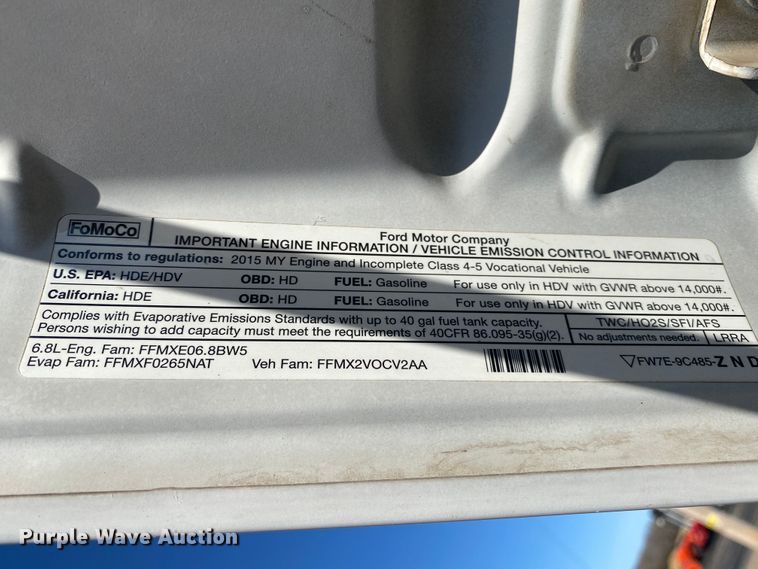 FoMoCo
Ford Motor Company
IMPORTANT ENGINE INFORMATION / VEHICLE EMISSION CONTROL INFORMATION
Conforms to regulations: 2015 MY Engine and Incomplete Class 4-5 Vocational Vehicle
U.S. EPA: HDE/HDV OBD: HD FUEL: Gasoline For use only in HDV with GVWR above 14,000#.
California: HDE OBD: HD FUEL: Gasoline For use only in HDV with GVWR above 14,000#.
Complies with Evaporative Emissions Standards with up to 40 gal fuel tank capacity. TWC/HO2S/SFI/AFS
Persons wishing to add capacity must meet the requirements of 40CFR 86.095-35(g)(2). No adjustments needed. LRRA
6.8L-Eng. Fam: FFMXE06.8BW5
Evap Fam: FFMXF0265NAT Veh Fam: FFMX2VOCV2AA FW7E-9C485-ZND
Purple Wave Auction